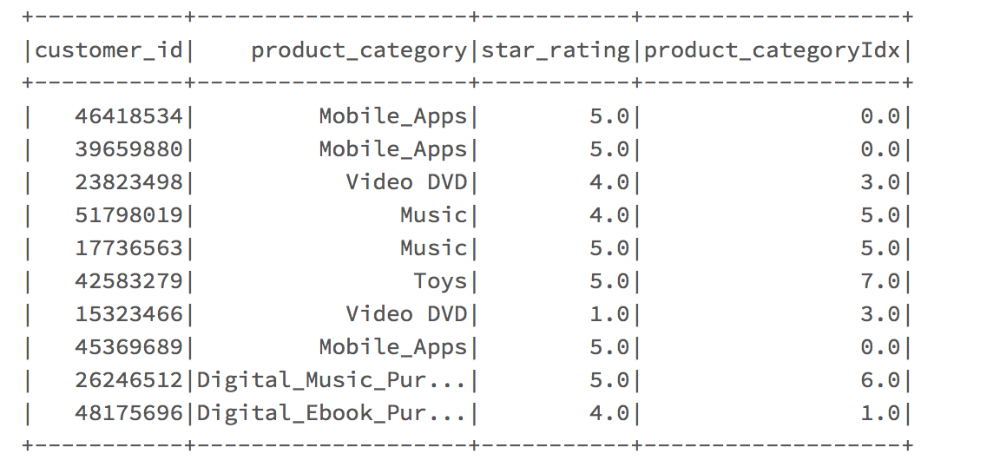 +-----------+--------------------+-----------+-------------------+
|customer_id|    product_category|star_rating|product_categoryIdx|
+-----------+--------------------+-----------+-------------------+
|   46418534|         Mobile_Apps|        5.0|                0.0|
|   39659880|         Mobile_Apps|        5.0|                0.0|
|   23823498|           Video DVD|        4.0|                3.0|
|   51798019|               Music|        4.0|                5.0|
|   17736563|               Music|        5.0|                5.0|
|   42583279|                Toys|        5.0|                7.0|
|   15323466|           Video DVD|        1.0|                3.0|
|   45369689|         Mobile_Apps|        5.0|                0.0|
|   26246512|Digital_Music_Pur...|        5.0|                6.0|
|   48175696|Digital_Ebook_Pur...|        4.0|                1.0|
+-----------+--------------------+-----------+-------------------+